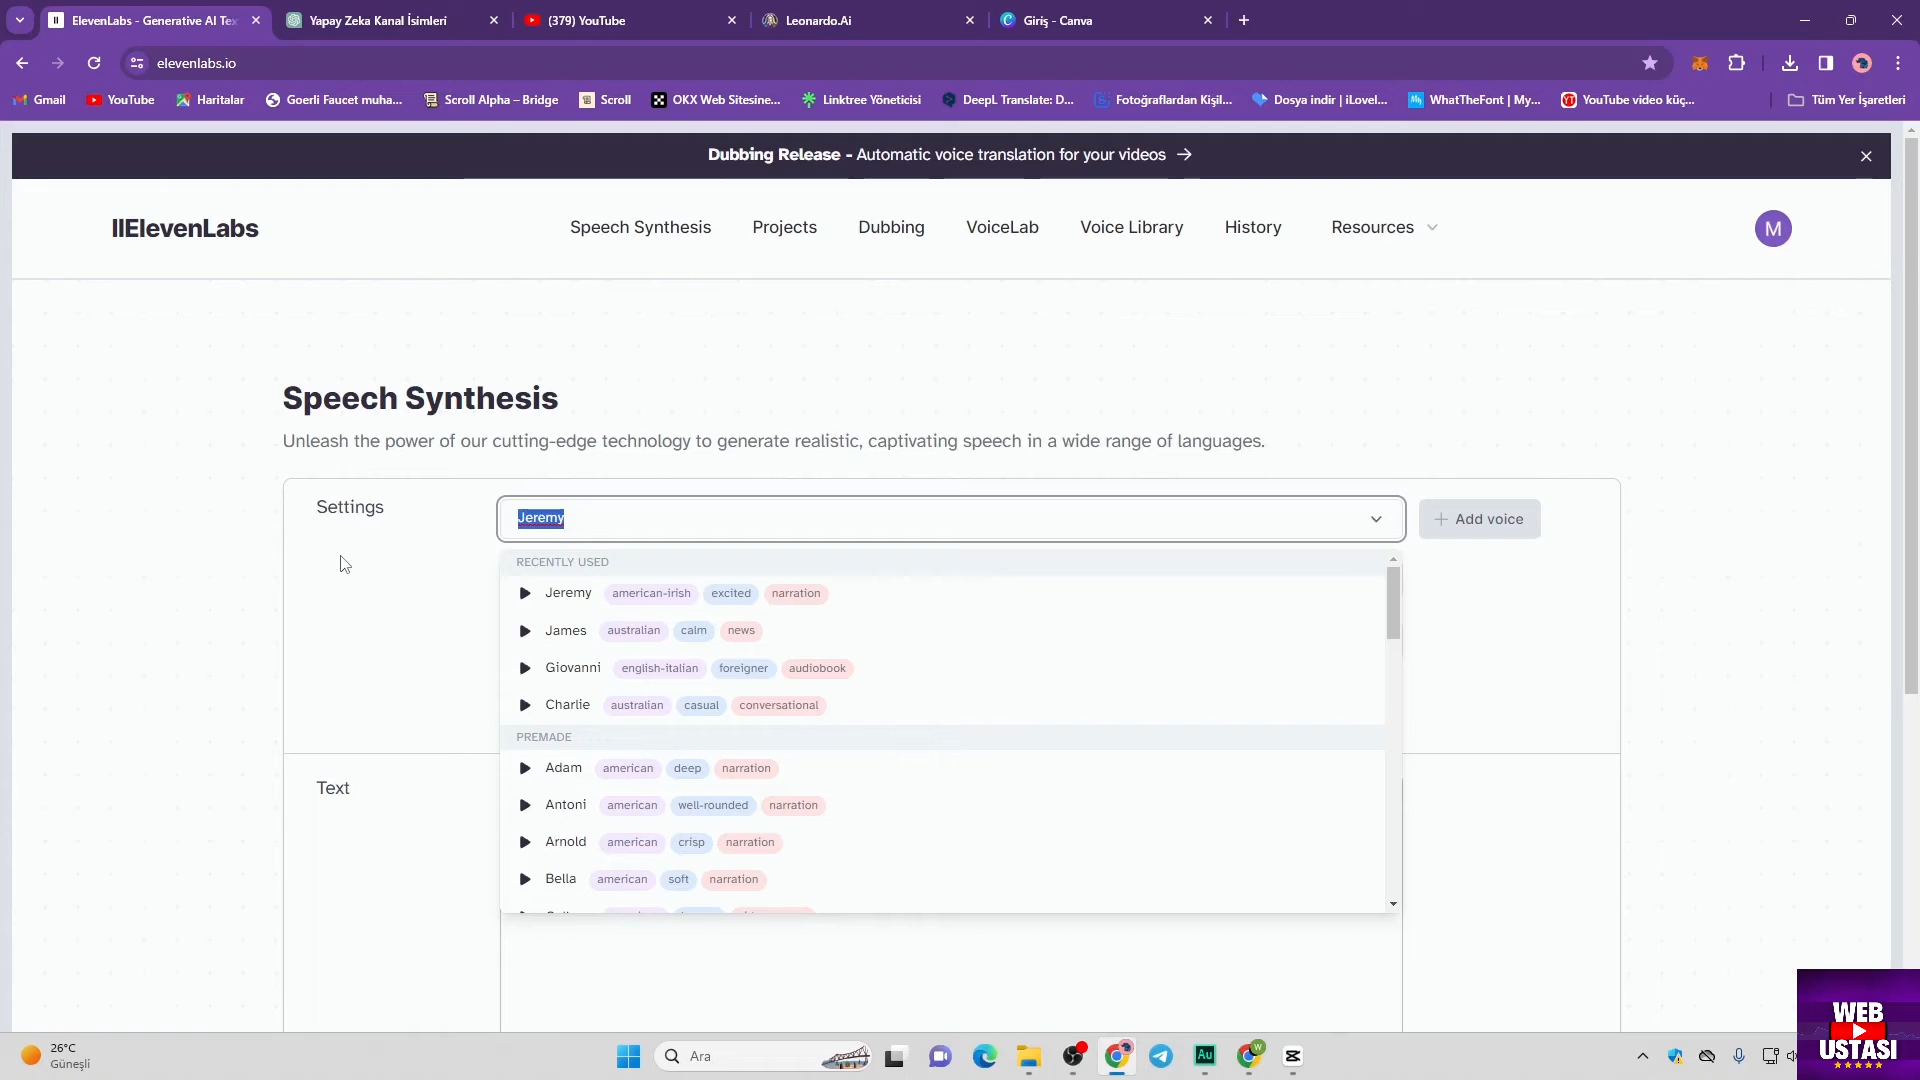 ElevenLabs - Generative AI Tex
Yapay Zeka Kanal İsimleri
(379) YouTube
Leonardo.Ai
Giriş - Canva
elevenlabs.io
Gmail
YouTube
Haritalar
Goerli Faucet muha...
Scroll Alpha – Bridge
Scroll
OKX Web Sitesine...
Linktree Yöneticisi
DeepL Translate: D...
Fotoğraflardan Kişil...
Dosya indir | iLovel...
WhatTheFont | My...
YouTube video küç...
Tüm Yer İşaretleri
Dubbing Release - Automatic voice translation for your videos →
IIElevenLabs
Speech Synthesis
Projects
Dubbing
VoiceLab
Voice Library
History
Resources
M
Speech Synthesis
Unleash the power of our cutting-edge technology to generate realistic, captivating speech in a wide range of languages.
Settings
Jeremy
+ Add voice
RECENTLY USED
Jeremy american-irish excited narration
James australian calm news
Giovanni english-italian foreigner audiobook
Charlie australian casual conversational
PREMADE
Adam american deep narration
Text
Antoni american well-rounded narration
Arnold american crisp narration
Bella american soft narration
WEB
USTASI
26°C
Güneşli
Ara
Au
W